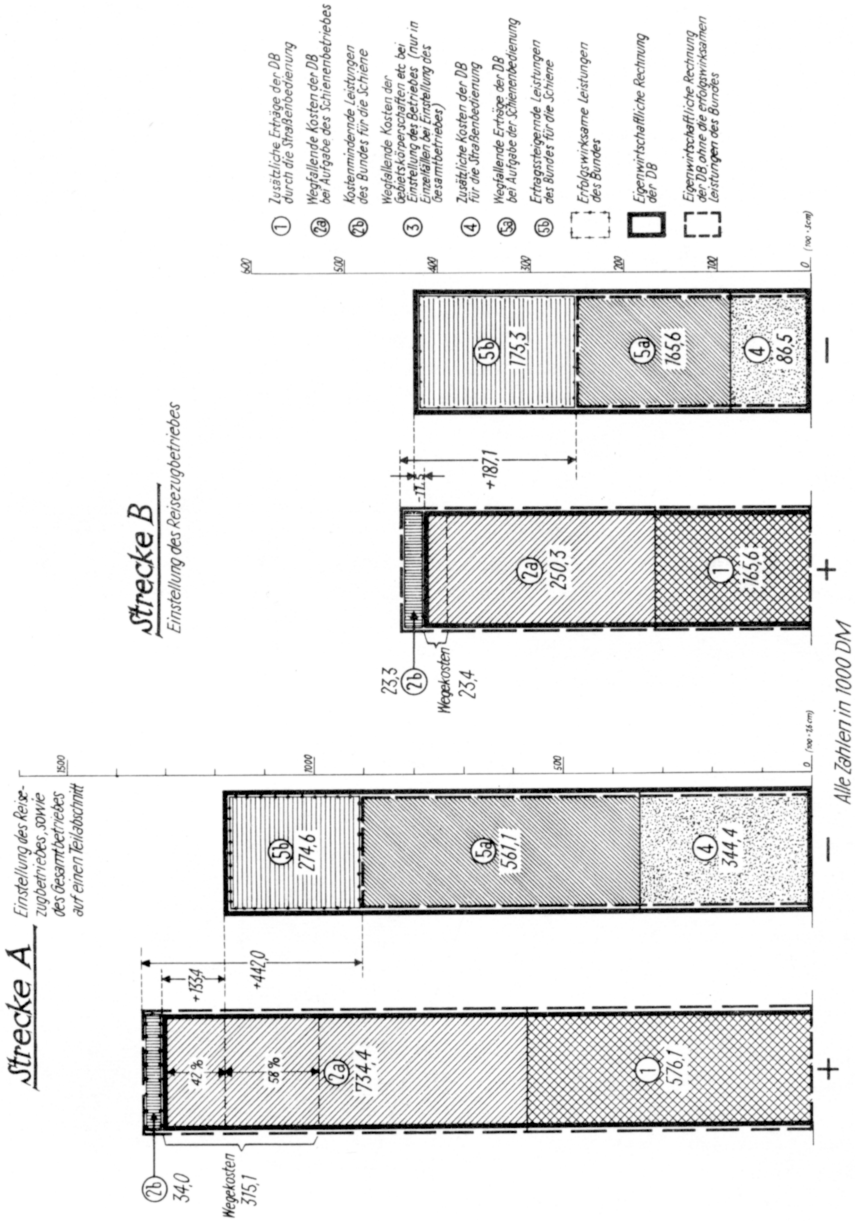 Strecke A
Einstellung des Reise-
zugbetriebes, sowie
des Gesamtbetriebes
auf einen Teilabschnitt
2b
34,0
Wegekosten
315,1
42%
58%
2a
734,4
1
576,1
+
+133,4
+442,0
5b
274,6
5a
561,1
4
344,4
–
1500
1000
500
0
Strecke B
Einstellung des Reisezugbetriebes
23,3
2b
Wegekosten
23,4
2a
250,3
1
165,6
+
-11,5
+187,1
5b
175,3
5a
165,6
4
86,5
–
600
500
400
300
200
100
0
1 Zusätzliche Erträge der DB
durch die Straßenbedienung
2a Wegfallende Kosten der DB
bei Aufgabe des Schienenbetriebes
2b Kostenmindernde Leistungen
des Bundes für die Schiene
3 Wegfallende Kosten der
Gebietskörperschaften etc bei
Einstellung des Betriebes (nur in
Einzelfällen bei Einstellung des
Gesamtbetriebes)
4 Zusätzliche Kosten der DB
für die Straßenbedienung
5a Wegfallende Erträge der DB
bei Aufgabe der Schienenbedienung
5b Ertragssteigernde Leistungen
des Bundes für die Schiene
Erfolgswirksame Leistungen
des Bundes
Eigenwirtschaftliche Rechnung
der DB
Eigenwirtschaftliche Rechnung
der DB ohne die erfolgswirksamen
Leistungen des Bundes
Alle Zahlen in 1000 DM